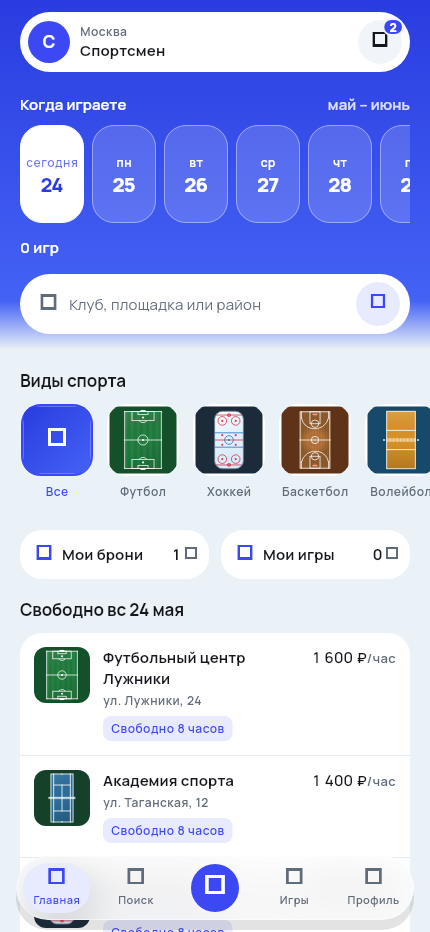 С
Москва
Спортсмен
2
Когда играете
май – июнь
сегодня
24
пн
25
вт
26
ср
27
чт
28
0 игр
Клуб, площадка или район
Виды спорта
Все
Футбол
Хоккей
Баскетбол
Волейбол
Мои брони
1
Мои игры
0
Свободно вс 24 мая
Футбольный центр
Лужники
1 600 ₽/час
ул. Лужники, 24
Свободно 8 часов
Академия спорта
1 400 ₽/час
ул. Таганская, 12
Свободно 8 часов
Главная
Поиск
Игры
Профиль
Свободно 8 часов